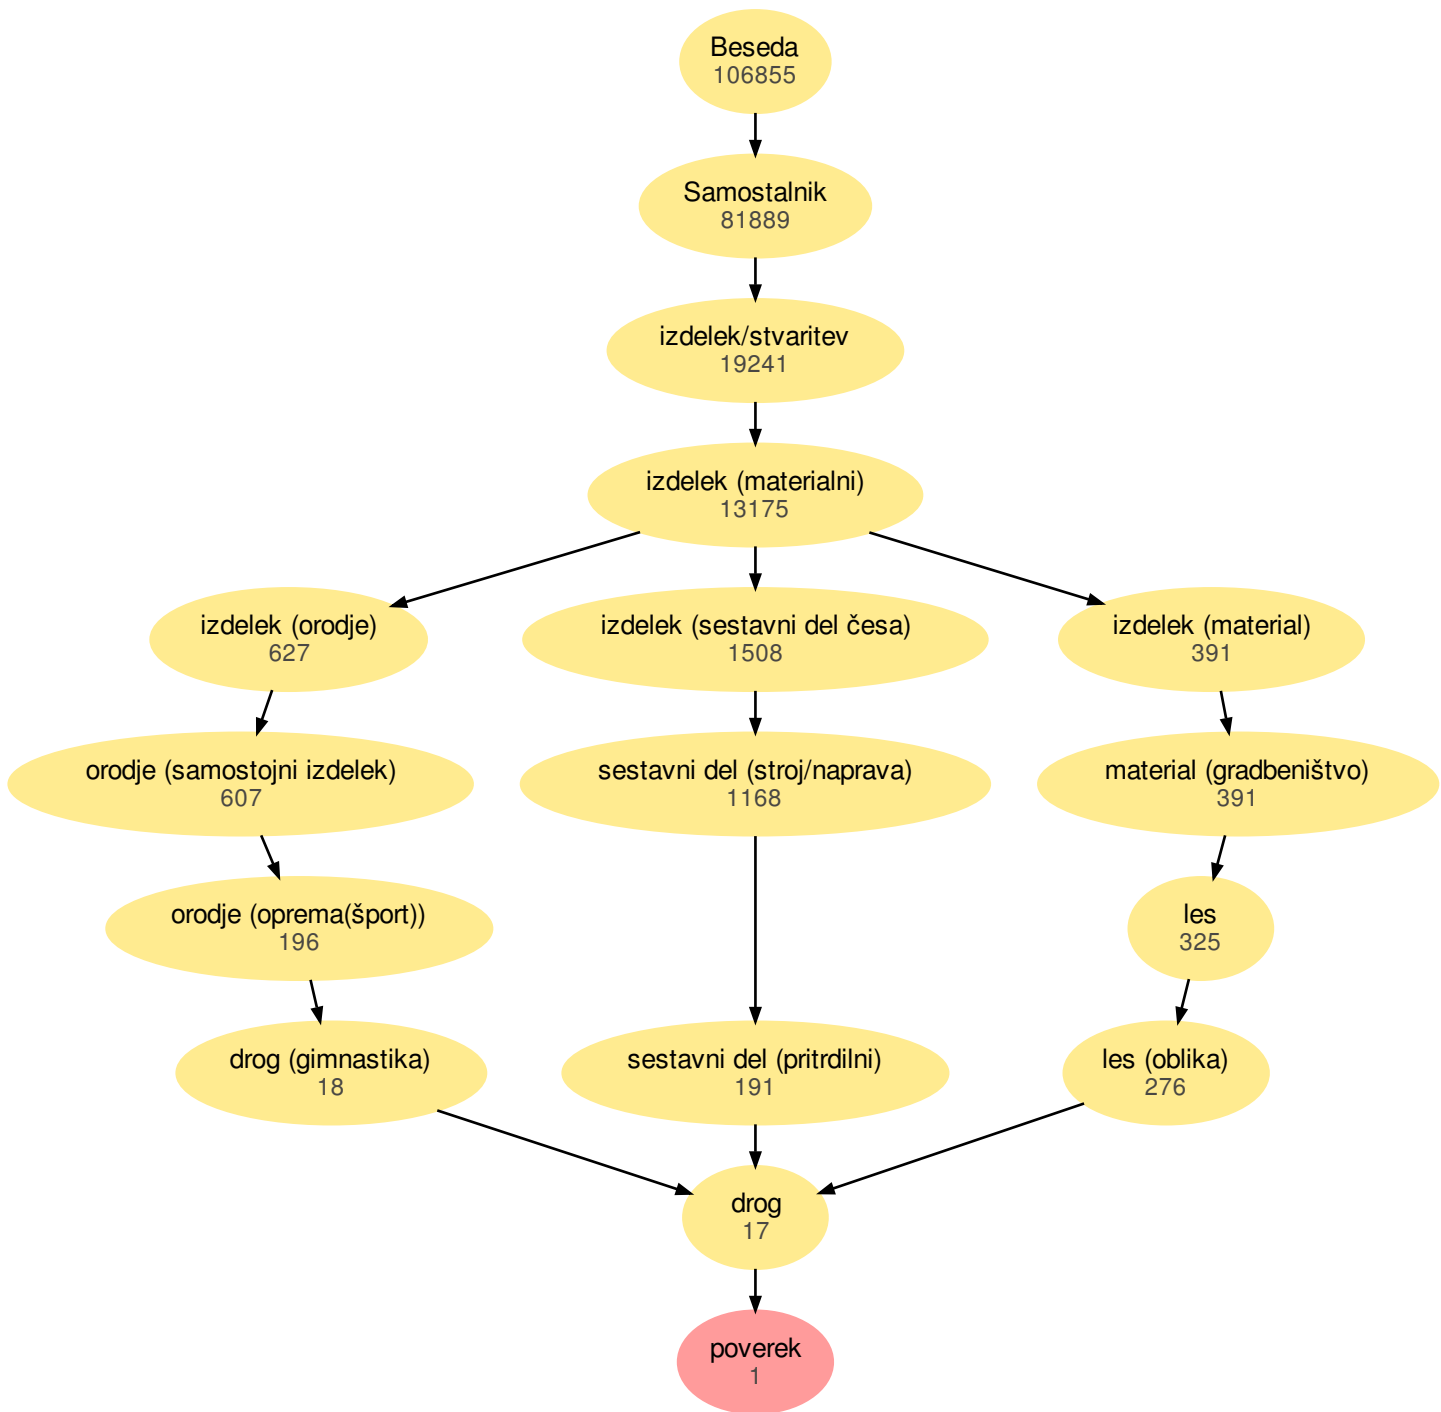 Beseda
106855
Samostalnik
81889
izdelek/stvaritev
19241
izdelek (materialni)
13175
izdelek (orodje)
627
izdelek (sestavni del česa)
1508
izdelek (material)
391
orodje (samostojni izdelek)
607
sestavni del (stroj/naprava)
1168
material (gradbeništvo)
391
orodje (oprema(šport))
196
les
325
drog (gimnastika)
18
sestavni del (pritrdilni)
191
les (oblika)
276
drog
17
poverek
1